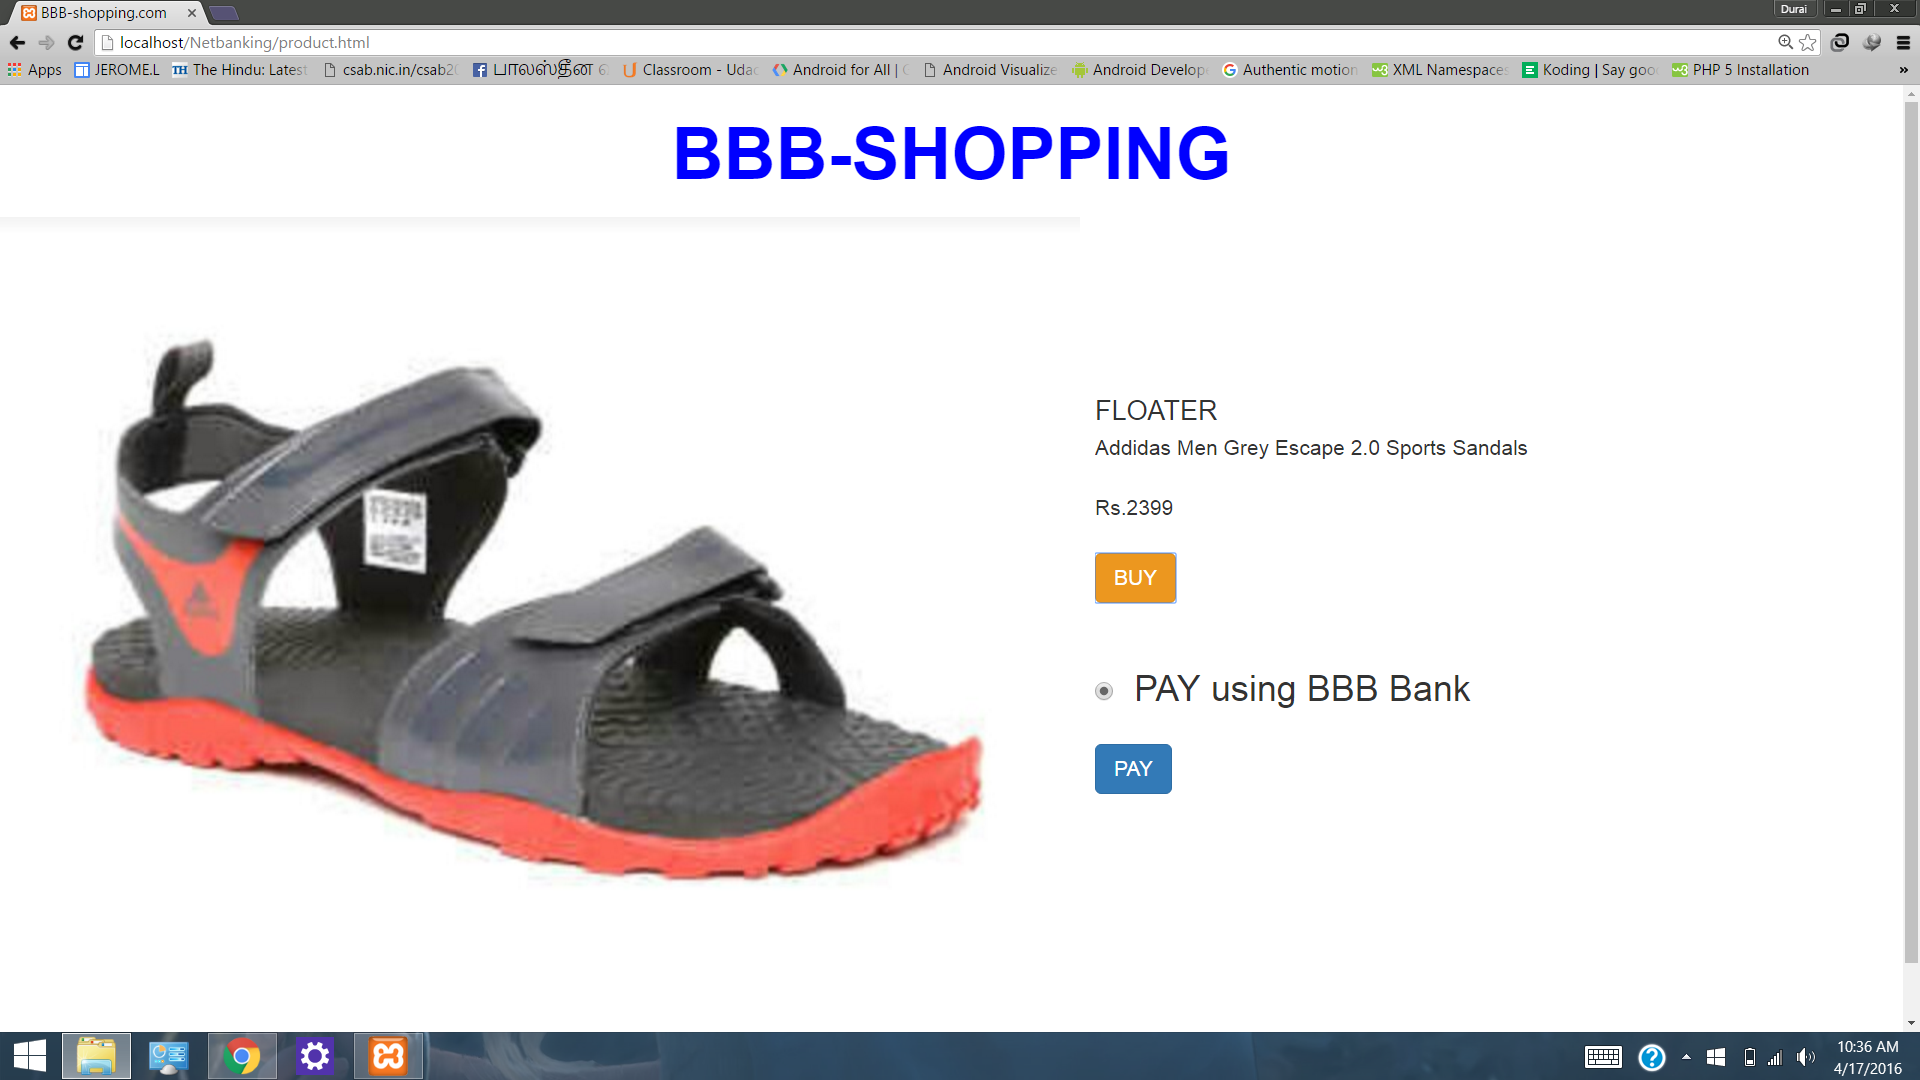 BBB-shopping.com
Durai
localhost/Netbanking/product.html
Apps JEROME.L The Hindu: Latest csab.nic.in/csab20 பாலஸ்தீன Classroom - Udac Android for All | Android Visualize Android Develop Authentic motion XML Namespaces Koding | Say goo PHP 5 Installation »
BBB-SHOPPING
FLOATER
Addidas Men Grey Escape 2.0 Sports Sandals
Rs.2399
BUY
PAY using BBB Bank
PAY
10:36 AM
4/17/2016